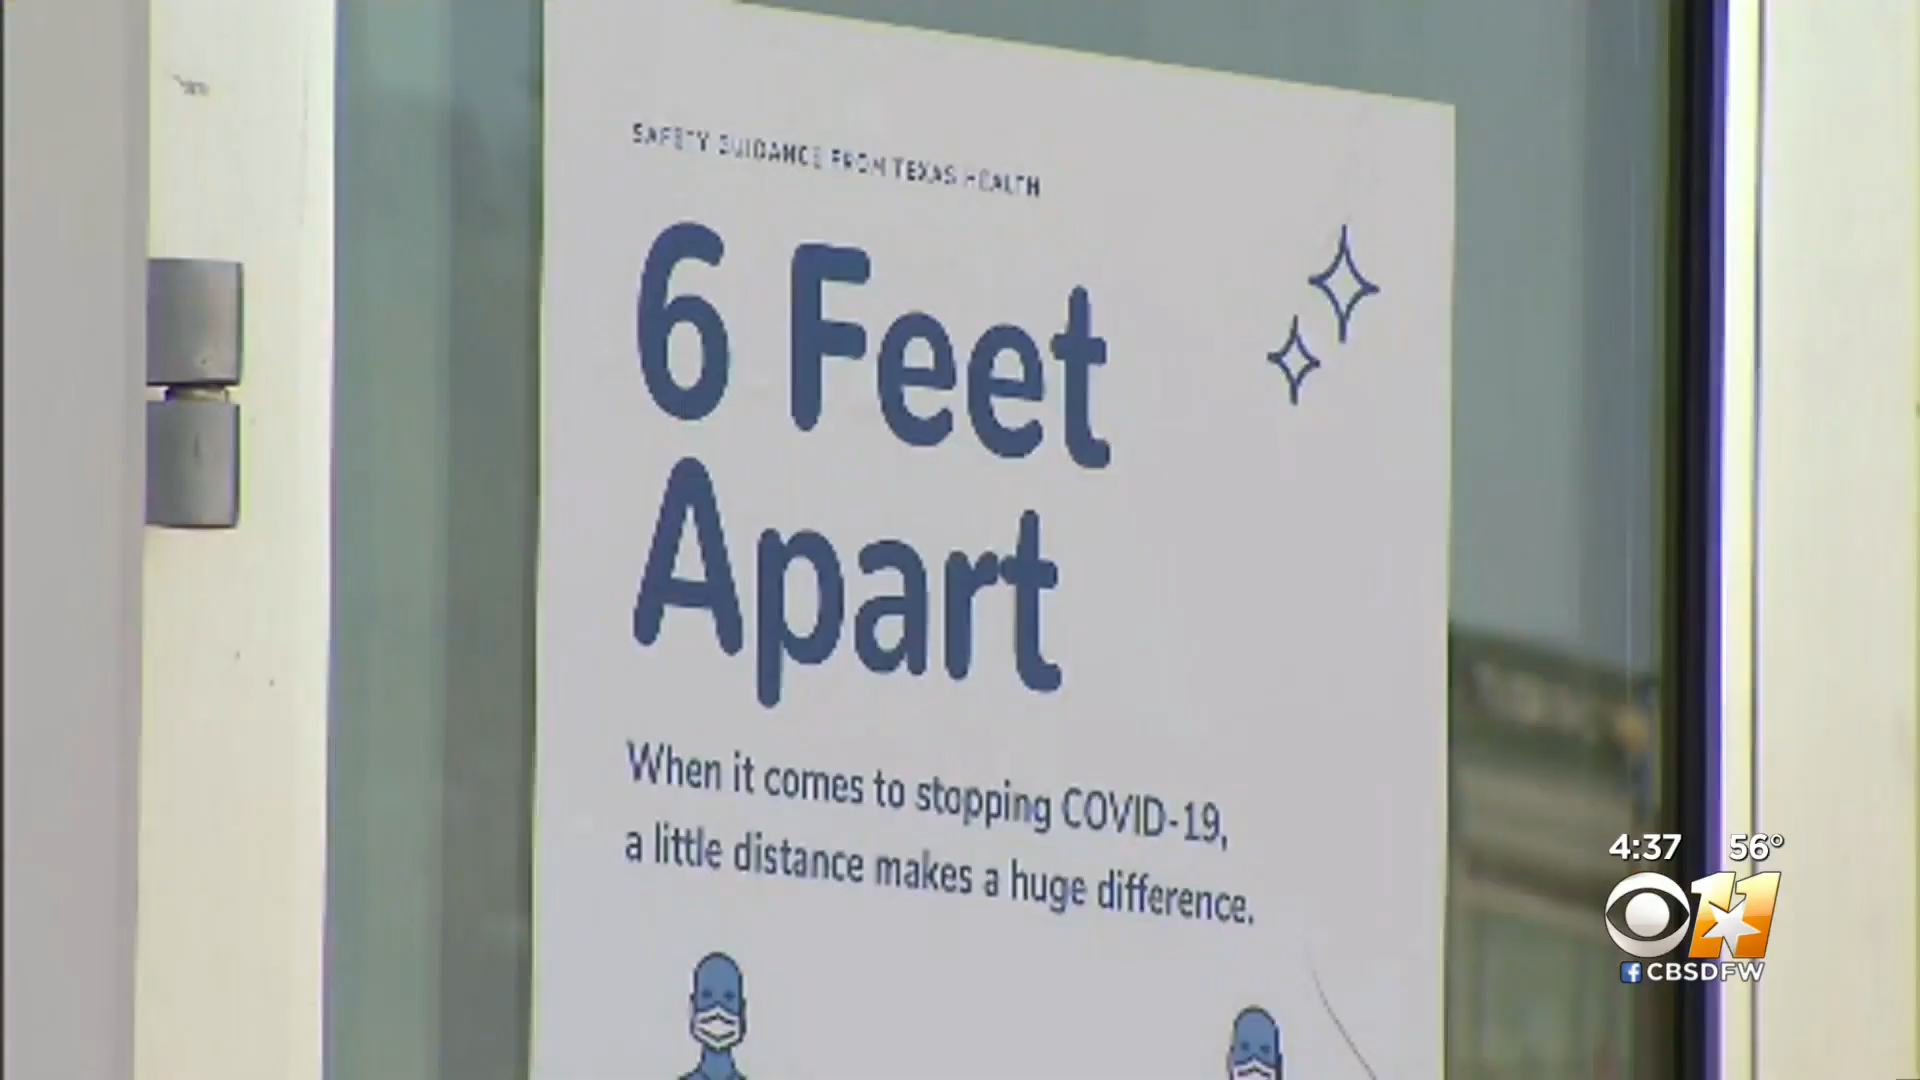 SAFETY GUIDANCE FROM TEXAS HEALTH
6 Feet
Apart
When it comes to stopping COVID-19,
a little distance makes a huge difference.
4:37 56°
11
f CBSDFW